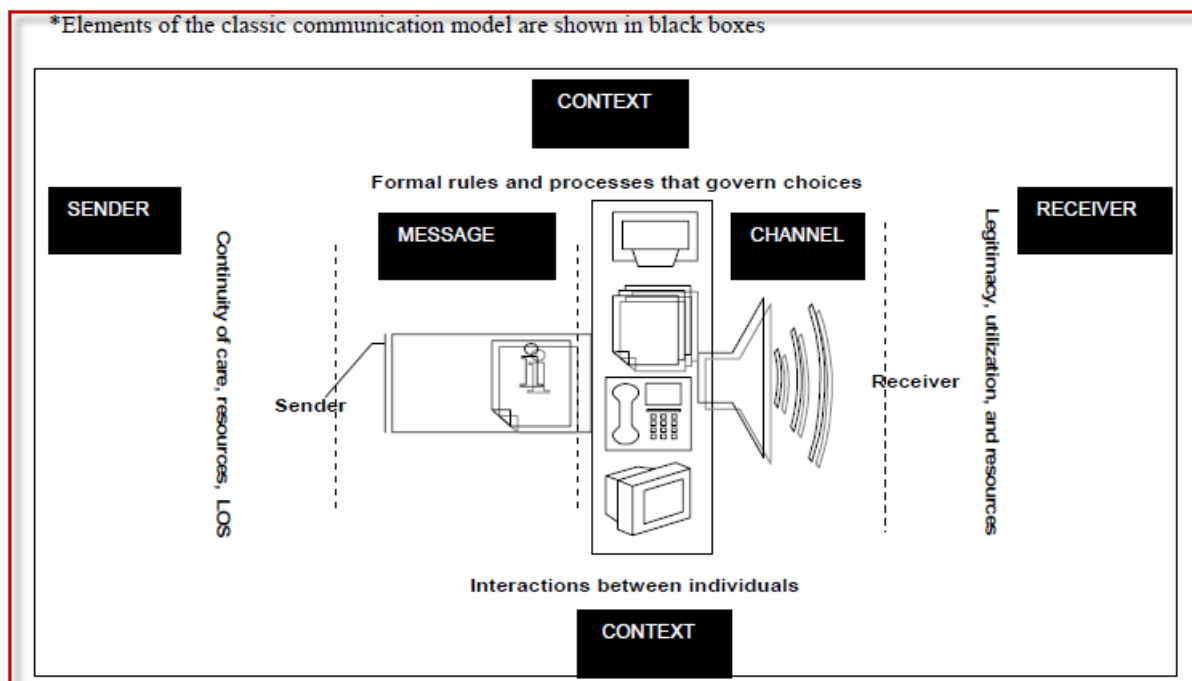 *Elements of the classic communication model are shown in black boxes
CONTEXT
Formal rules and processes that govern choices
SENDER
MESSAGE
CHANNEL
RECEIVER
Continuity of care, resources, LOS
Legitimacy, utilization, and resources
Sender
Receiver
Interactions between individuals
CONTEXT